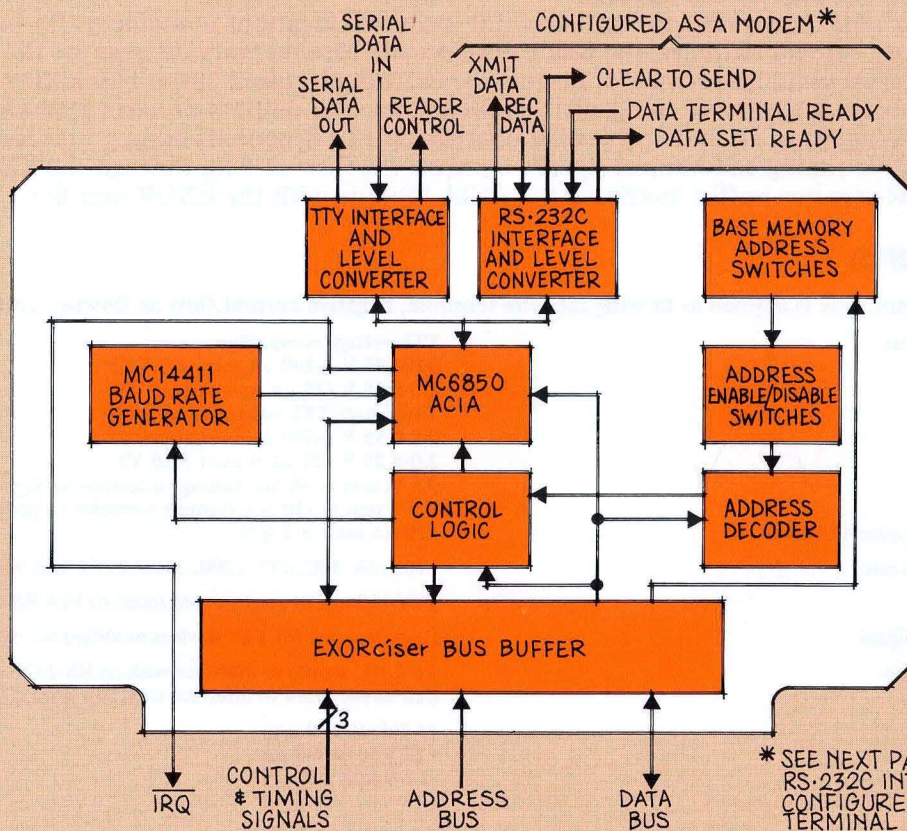 SERIAL
DATA
IN
CONFIGURED AS A MODEM*
SERIAL
DATA
OUT
READER
CONTROL
XMIT
DATA
REC
DATA
CLEAR TO SEND
DATA TERMINAL READY
DATA SET READY
TTY INTERFACE
AND
LEVEL
CONVERTER
RS-232C
INTERFACE
AND LEVEL
CONVERTER
BASE MEMORY
ADDRESS
SWITCHES
MC14411
BAUD RATE
GENERATOR
MC6850
ACIA
ADDRESS
ENABLE/DISABLE
SWITCHES
CONTROL
LOGIC
ADDRESS
DECODER
EXORciser BUS BUFFER
3
IRQ
CONTROL
& TIMING
SIGNALS
ADDRESS
BUS
DATA
BUS
* SEE NEXT
RS-232C
CONFIGURE
TERMINAL